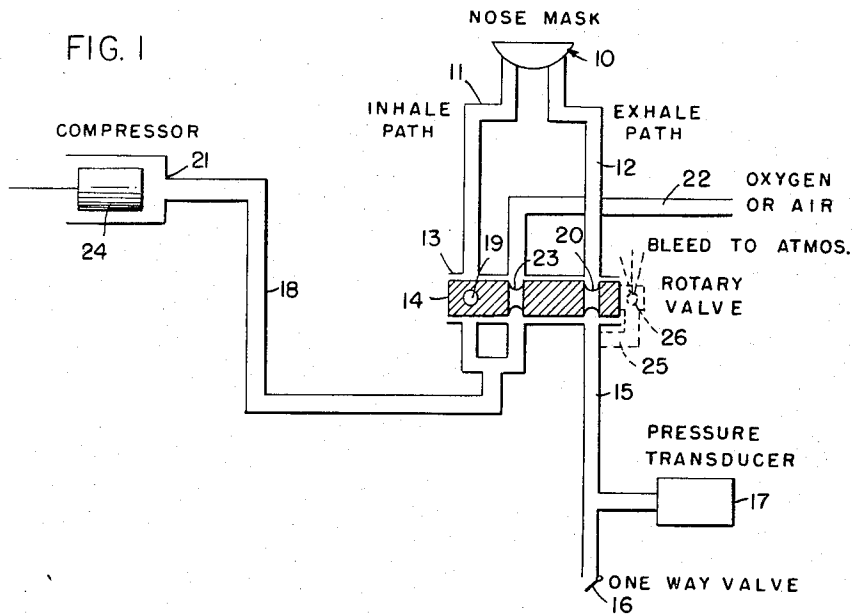 FIG. 1
NOSE MASK
10
11
INHALE
PATH
EXHALE
PATH
COMPRESSOR
21
12
22
OXYGEN
OR AIR
24
13
19
23
20
BLEED TO ATMOS.
14
ROTARY
VALVE
18
26
25
15
PRESSURE
TRANSDUCER
17
ONE WAY VALVE
16